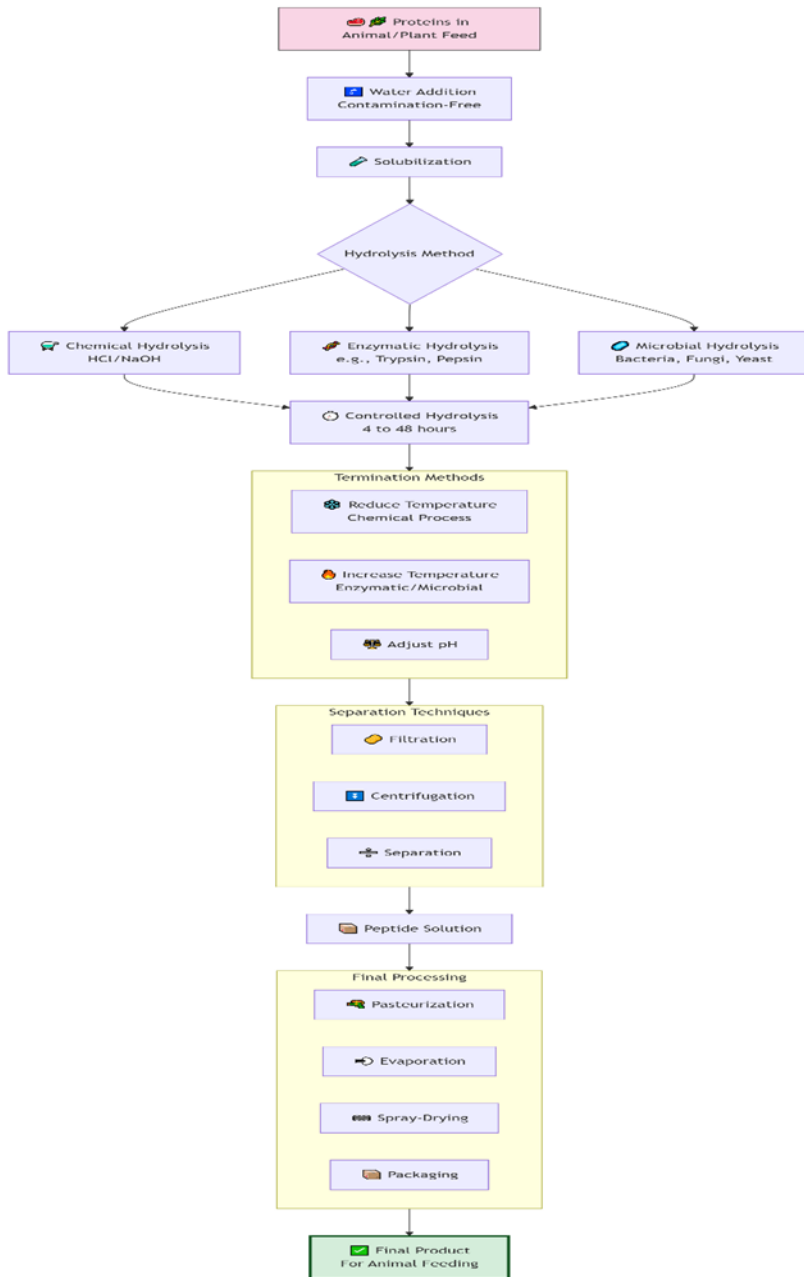 Proteins in
Animal/Plant Feed
Water Addition
Contamination-Free
Solubilization
Hydrolysis Method
Chemical Hydrolysis
HCl/NaOH
Enzymatic Hydrolysis
e.g., Trypsin, Pepsin
Microbial Hydrolysis
Bacteria, Fungi, Yeast
Controlled Hydrolysis
4 to 48 hours
Termination Methods
Reduce Temperature
Chemical Process
Increase Temperature
Enzymatic/Microbial
Adjust pH
Separation Techniques
Filtration
Centrifugation
Separation
Peptide Solution
Final Processing
Pasteurization
Evaporation
Spray-Drying
Packaging
Final Product
For Animal Feeding